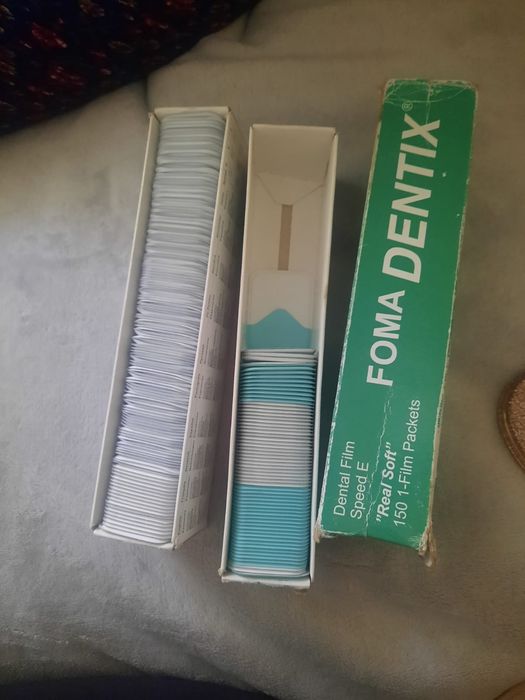 FOMA DENTIX®
Dental Film
Speed E
"Real Soft"
150 1-Film Packets